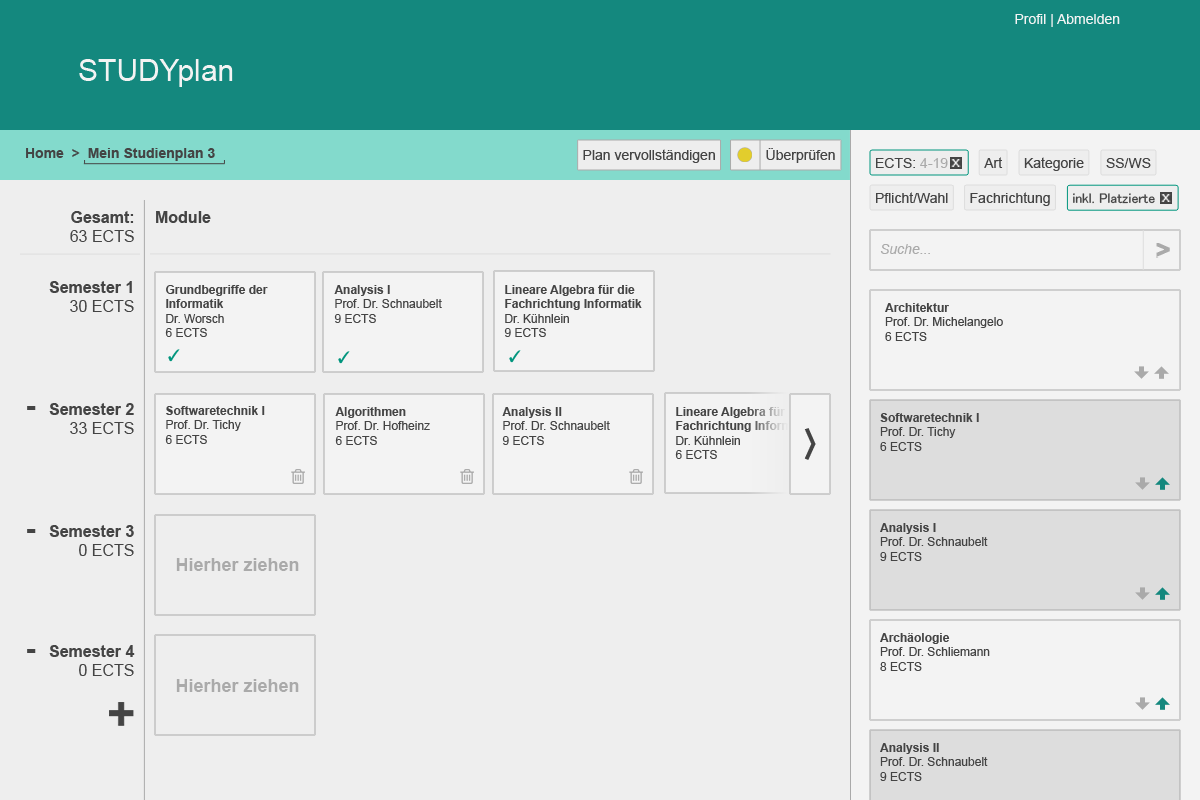 Profil | Abmelden
STUDYplan
Home > Mein Studienplan 3
Plan vervollständigen
Überprüfen
Gesamt:
63 ECTS
Module
Semester 1
30 ECTS
Grundbegriffe der
Informatik
Dr. Worsch
6 ECTS
✓
Analysis I
Prof. Dr. Schnaubelt
9 ECTS
✓
Lineare Algebra für die
Fachrichtung Informatik
Dr. Kühnlein
9 ECTS
✓
- Semester 2
33 ECTS
Softwaretechnik I
Prof. Dr. Tichy
6 ECTS
Algorithmen
Prof. Dr. Hofheinz
6 ECTS
Analysis II
Prof. Dr. Schnaubelt
9 ECTS
Lineare Algebra für
Fachrichtung Infor
Dr. Kühnlein
6 ECTS
- Semester 3
0 ECTS
Hierher ziehen
- Semester 4
0 ECTS
Hierher ziehen
+
ECTS: 4-19 X
Art
Kategorie
SS/WS
Pflicht/Wahl
Fachrichtung
inkl. Platzierte X
Suche...
>
Architektur
Prof. Dr. Michelangelo
6 ECTS
Softwaretechnik I
Prof. Dr. Tichy
6 ECTS
Analysis I
Prof. Dr. Schnaubelt
9 ECTS
Archäologie
Prof. Dr. Schliemann
8 ECTS
Analysis II
Prof. Dr. Schnaubelt
9 ECTS